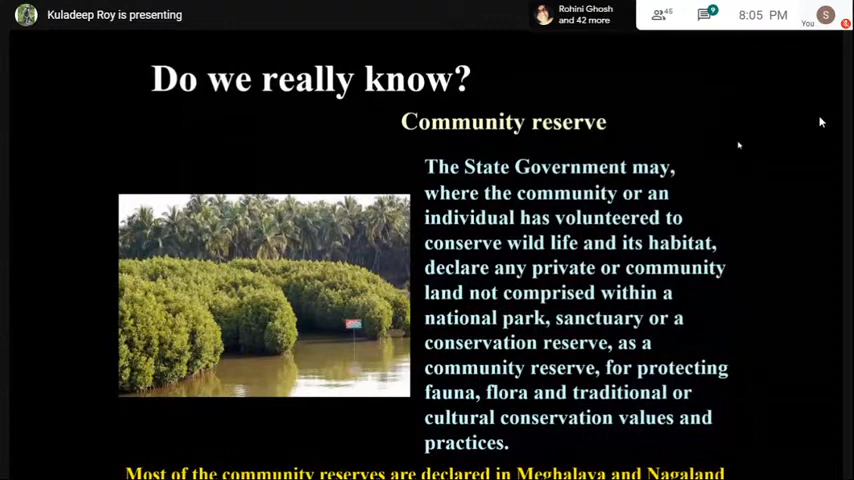 Kuladeep Roy is presenting
Rohini Ghosh
and 42 more
45
9
8:05 PM
You
S
Do we really know?
Community reserve
The State Government may,
where the community or an
individual has volunteered to
conserve wild life and its habitat,
declare any private or community
land not comprised within a
national park, sanctuary or a
conservation reserve, as a
community reserve, for protecting
fauna, flora and traditional or
cultural conservation values and
practices.
Most of the community reserves are declared in Meghalaya and Nagaland